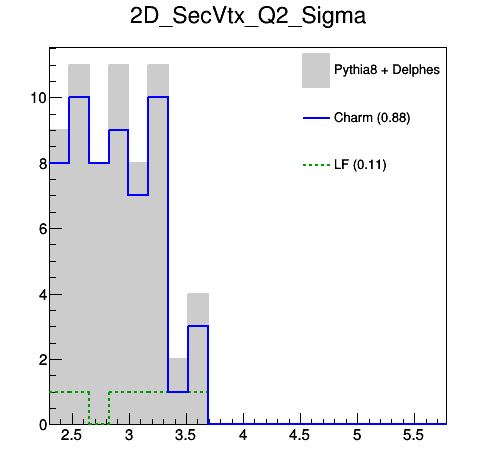 2D_SecVtx_Q2_Sigma
Pythia8 + Delphes
Charm (0.88)
LF (0.11)
10
8
6
4
2
0
2.5 3 3.5 4 4.5 5 5.5